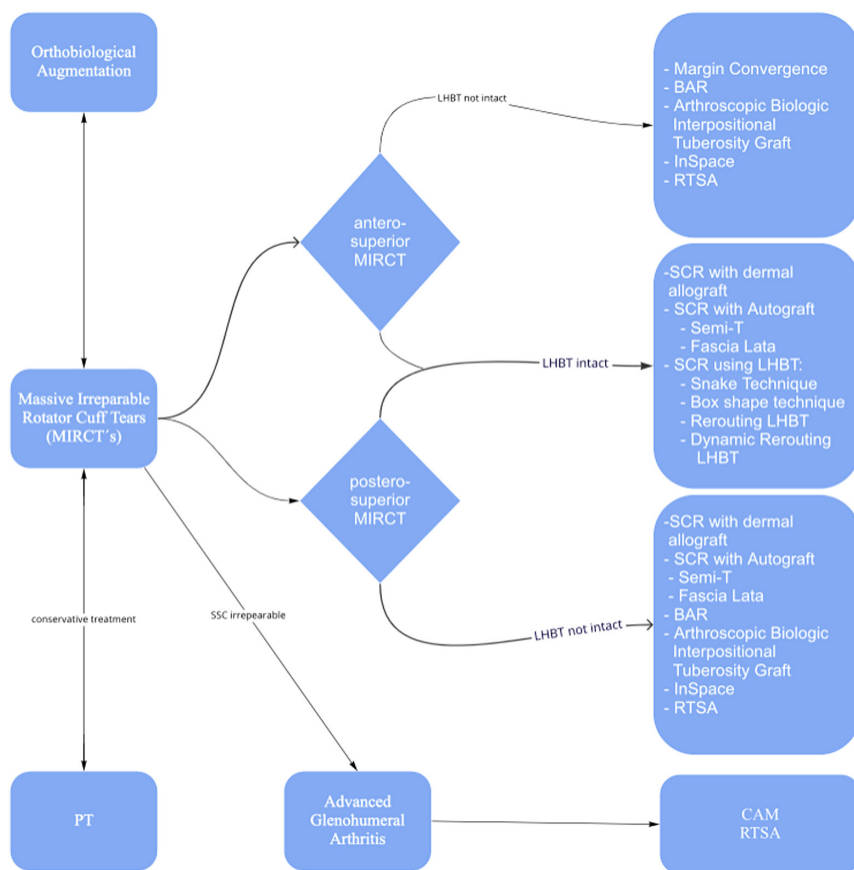 Orthobiological
Augmentation
LHBT not intact
- Margin Convergence
- BAR
- Arthroscopic Biologic
Interpositional
Tuberosity Graft
- InSpace
- RTSA
antero-
superior
MIRCT
-SCR with dermal
allograft
- SCR with Autograft
- Semi-T
- Fascia Lata
- SCR using LHBT:
- Snake Technique
- Box shape technique
- Rerouting LHBT
- Dynamic Rerouting
LHBT
LHBT intact
Massive Irreparable
Rotator Cuff Tears
(MIRCT´s)
postero-
superior
MIRCT
-SCR with dermal
allograft
- SCR with Autograft
- Semi-T
- Fascia Lata
- BAR
- Arthroscopic Biologic
Interpositional
Tuberosity Graft
- InSpace
- RTSA
LHBT not intact
conservative treatment
SSC irrepearable
PT
Advanced
Glenohumeral
Arthritis
CAM
RTSA